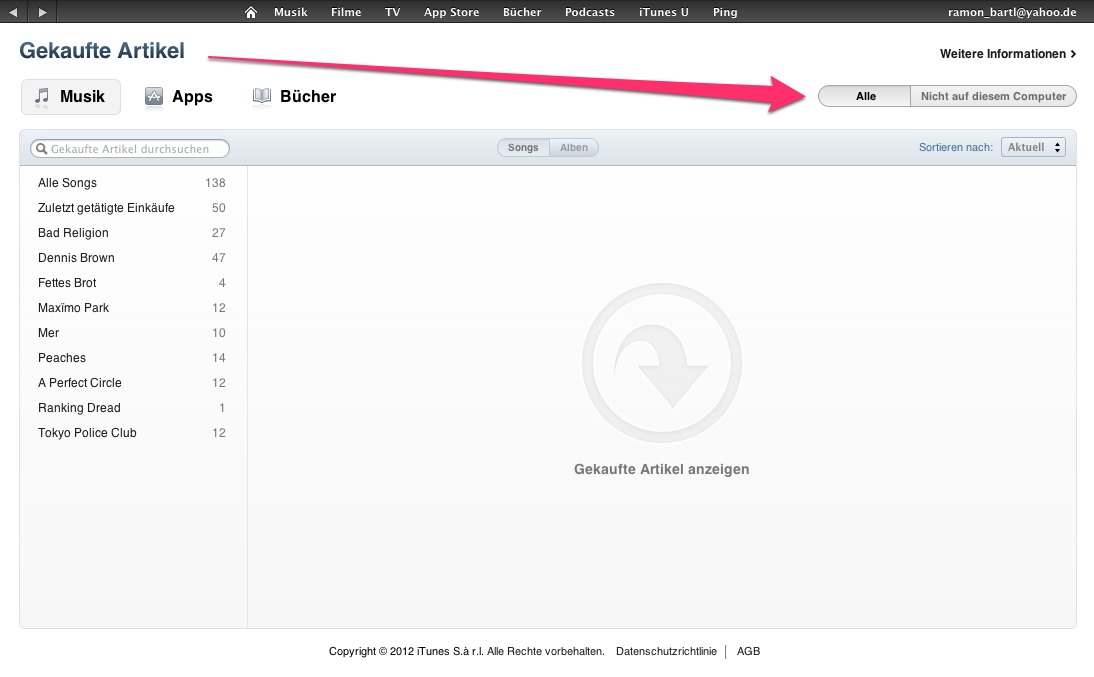 Musik Filme TV App Store Bücher Podcasts iTunes U Ping ramon_bartl@yahoo.de
Gekaufte Artikel
Weitere Informationen >
Musik Apps Bücher
Alle Nicht auf diesem Computer
Gekaufte Artikel durchsuchen
Songs Alben
Sortieren nach: Aktuell
Alle Songs 138
Zuletzt getätigte Einkäufe 50
Bad Religion 27
Dennis Brown 47
Fettes Brot 4
Maxïmo Park 12
Mer 10
Peaches 14
A Perfect Circle 12
Ranking Dread 1
Tokyo Police Club 12
Gekaufte Artikel anzeigen
Copyright © 2012 iTunes S.à r.l. Alle Rechte vorbehalten. Datenschutzrichtlinie | AGB